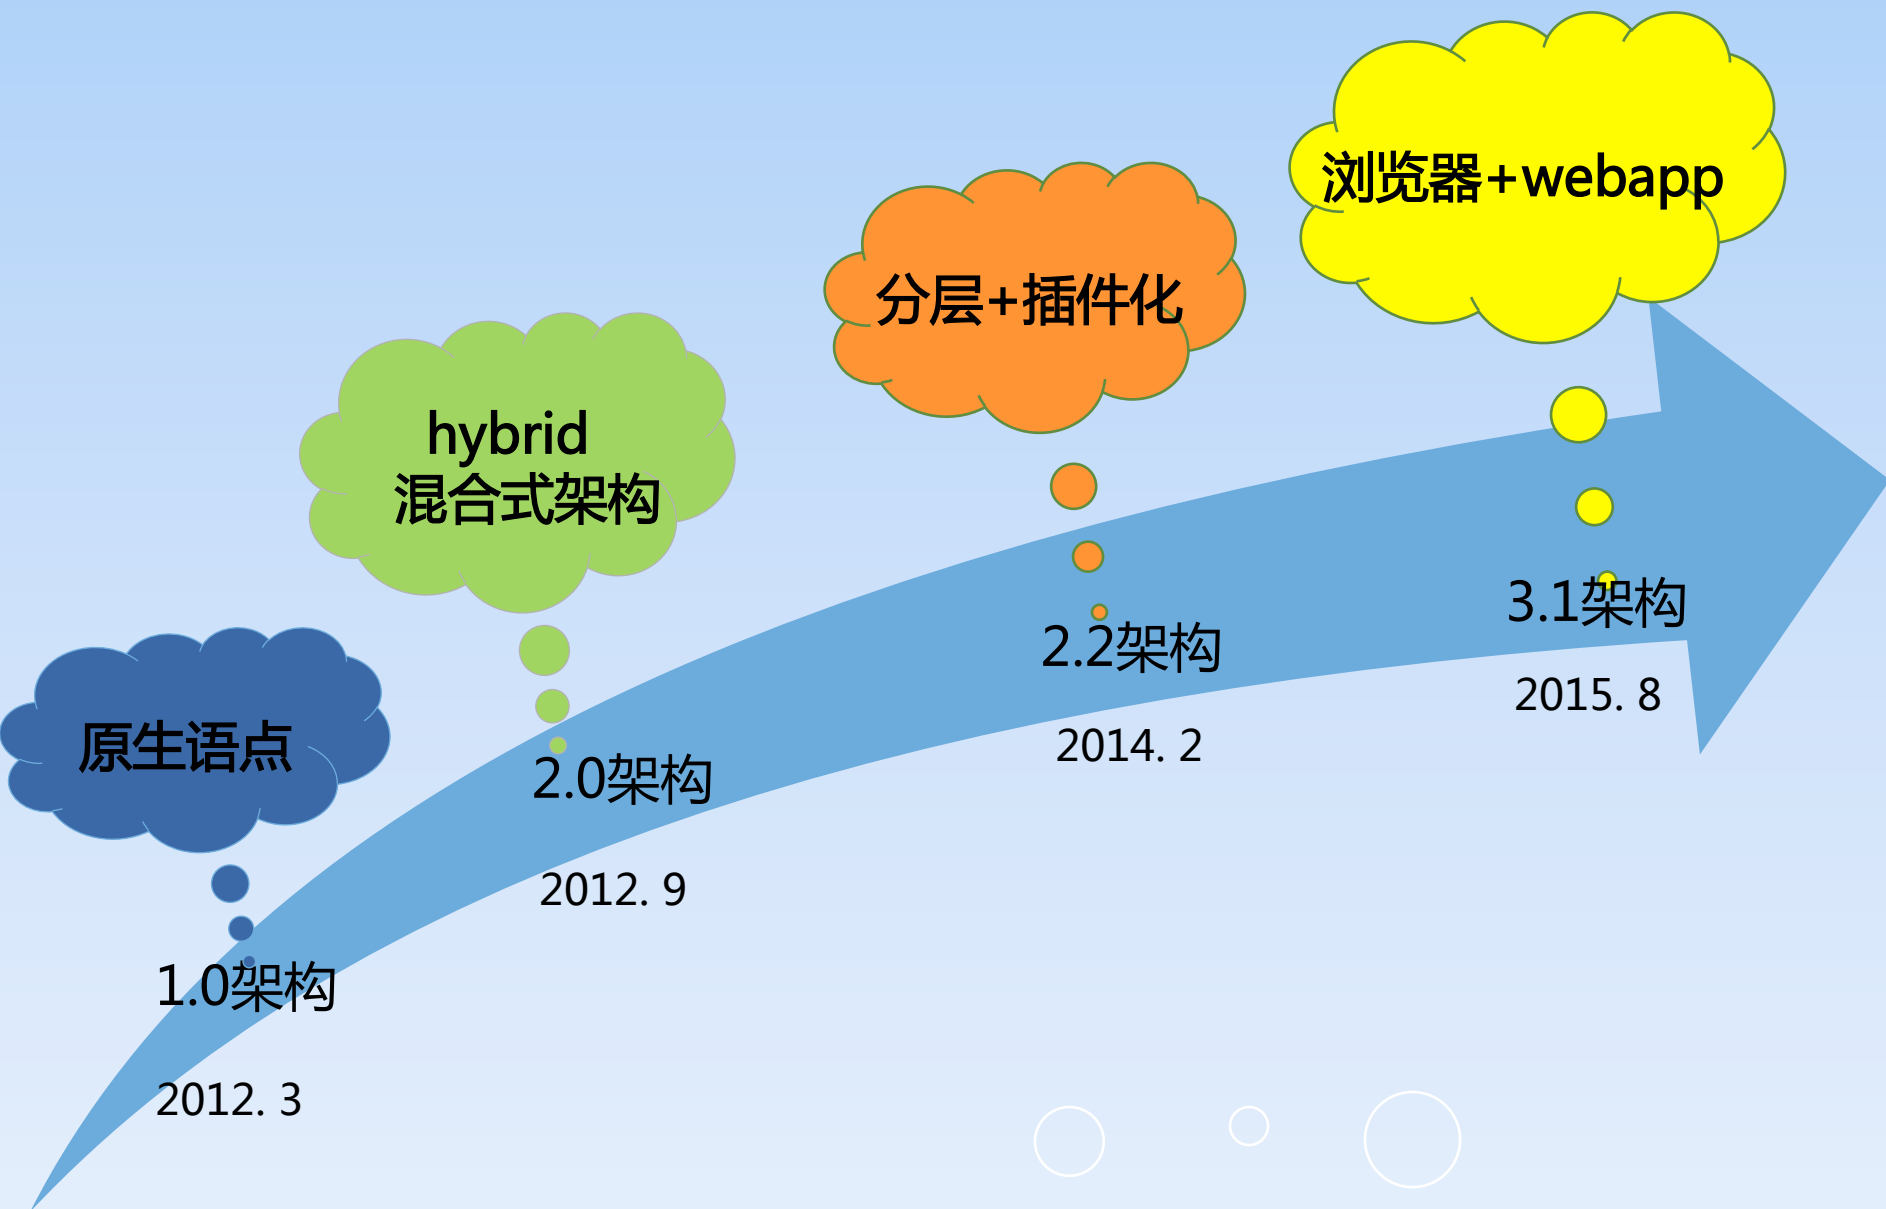 原生语点
1.0架构
2012. 3
hybrid
混合式架构
2.0架构
2012. 9
分层+插件化
2.2架构
2014. 2
浏览器+webapp
3.1架构
2015. 8